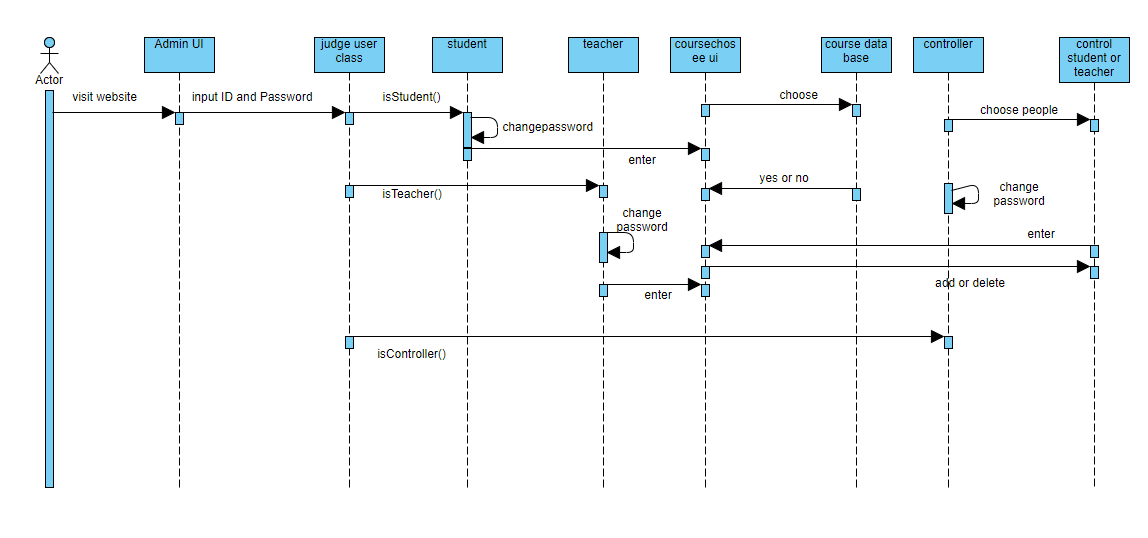 Admin UI
judge user
class
student
teacher
coursechos
ee ui
course data
base
controller
control
student or
teacher
Actor
visit website
input ID and Password
isStudent()
choose
choose people
changepassword
enter
isTeacher()
yes or no
change
password
change
password
enter
add or delete
enter
isController()